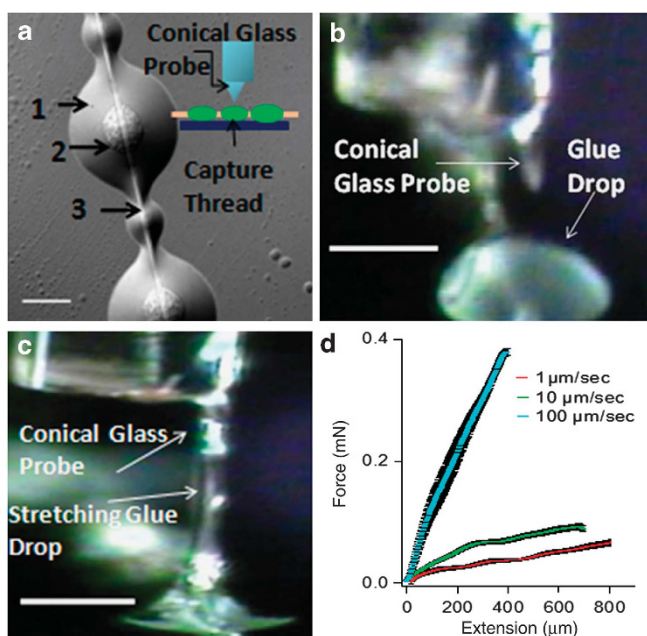 a
Conical Glass
Probe
1
2
3
Capture
Thread
b
Conical
Glass Probe
Glue
Drop
c
Conical Glass
Probe
Stretching Glue
Drop
d
0.4
0.2
0.0
Force (mN)
1 µm/sec
10 µm/sec
100 µm/sec
0
200
400
600
800
Extension (µm)